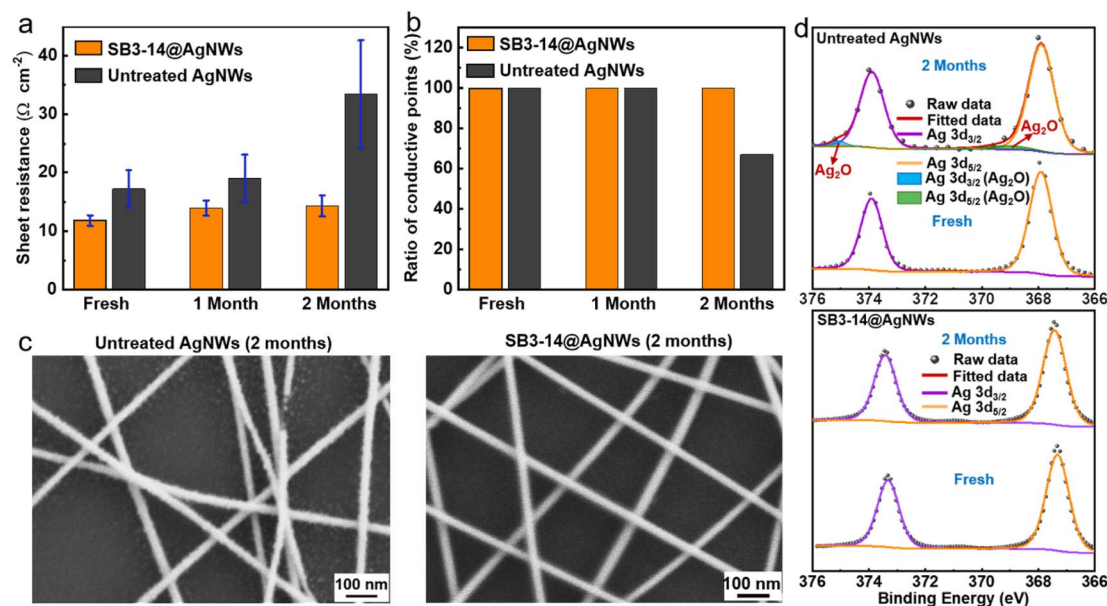 a
SB3-14@AgNWs
Untreated AgNWs
Sheet resistance (Ω cm⁻²)
40
30
20
10
0
Fresh
1 Month
2 Months
b
SB3-14@AgNWs
Untreated AgNWs
Ratio of conductive points (%)
120
100
80
60
40
20
0
Fresh
1 Month
2 Months
c
Untreated AgNWs (2 months)
100 nm
SB3-14@AgNWs (2 months)
100 nm
d
Untreated AgNWs
2 Months
Raw data
Fitted data
Ag 3d₃/₂
Ag₂O
Ag₂O
Ag 3d₅/₂
Ag 3d₃/₂ (Ag₂O)
Ag 3d₅/₂ (Ag₂O)
Fresh
376 374 372 370 368 366
SB3-14@AgNWs
2 Months
Raw data
Fitted data
Ag 3d₃/₂
Ag 3d₅/₂
Fresh
376 374 372 370 368 366
Binding Energy (eV)